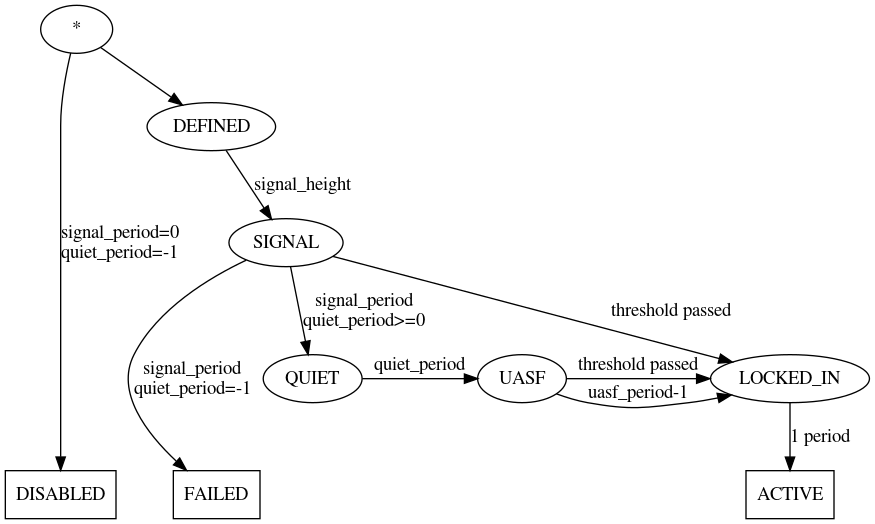 *
DEFINED
signal_height
signal_period=0
quiet_period=-1
SIGNAL
signal_period
quiet_period>=0
threshold passed
signal_period
quiet_period=-1
QUIET
quiet_period
UASF
threshold passed
uasf_period-1
LOCKED_IN
1 period
DISABLED
FAILED
ACTIVE